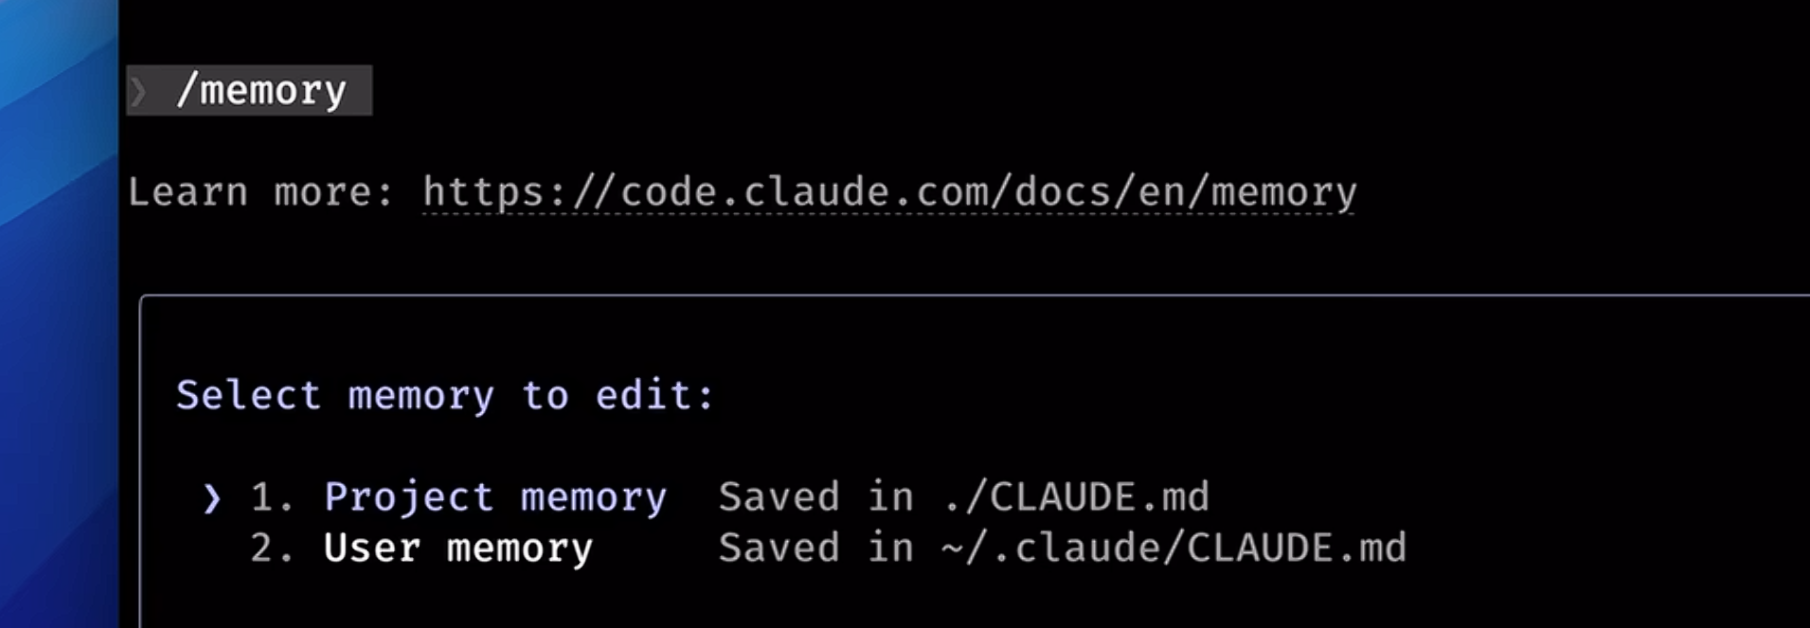 ❯ /memory
Learn more: https://code.claude.com/docs/en/memory
Select memory to edit:
❯ 1. Project memory Saved in ./CLAUDE.md
2. User memory Saved in ~/.claude/CLAUDE.md